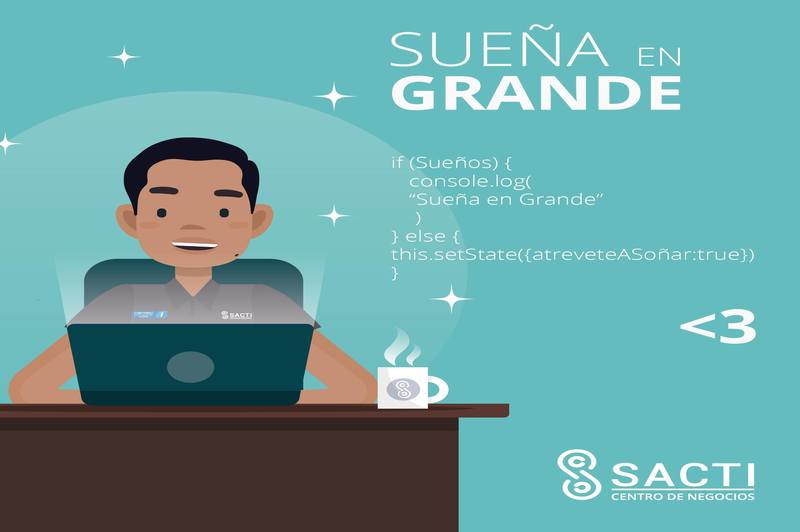 SUEÑA EN
GRANDE
if (Sueños) {
console.log(
“Sueña en Grande”
)
} else {
this.setState({atreveteASoñar:true})
}
<3
SACTI
SACTI
CENTRO DE NEGOCIOS